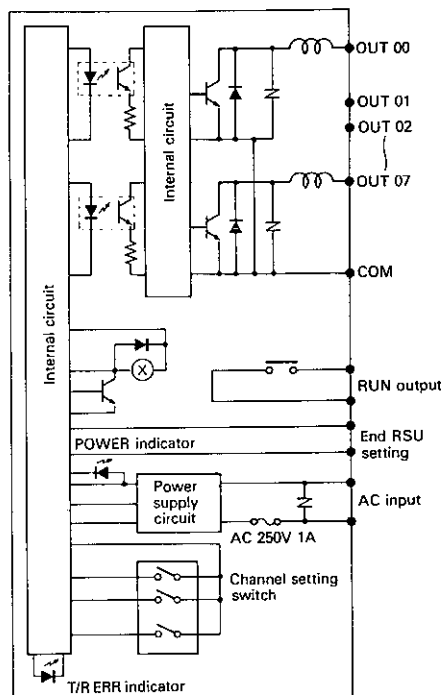 OUT 00
OUT 01
OUT 02
OUT 07
COM
Internal circuit
Internal circuit
X
RUN output
POWER indicator
End RSU
setting
Power
supply
circuit
AC input
AC 250V 1A
Channel setting
switch
T/R ERR indicator